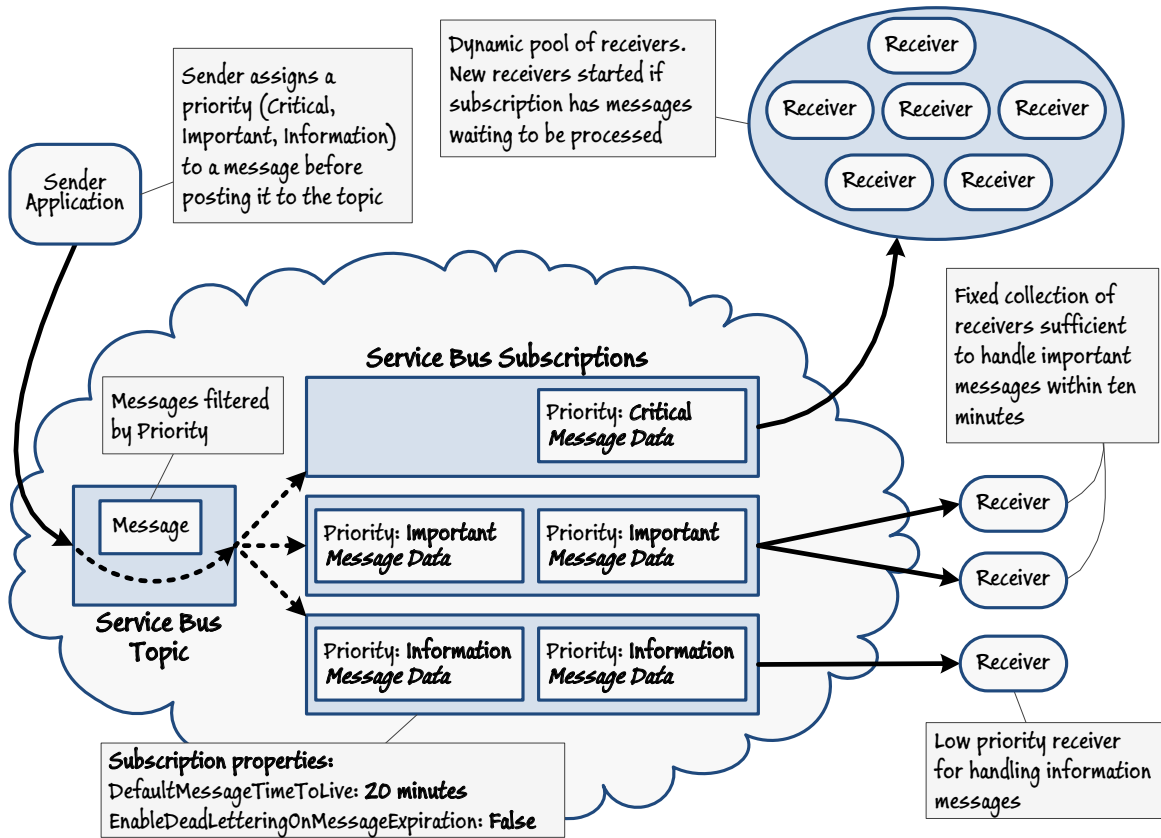 Sender assigns a
priority (Critical,
Important, Information)
to a message before
posting it to the topic
Dynamic pool of receivers.
New receivers started if
subscription has messages
waiting to be processed
Receiver
Receiver
Receiver
Receiver
Receiver
Receiver
Sender
Application
Fixed collection of
receivers sufficient
to handle important
messages within ten
minutes
Service Bus Subscriptions
Messages filtered
by Priority
Priority: Critical
Message Data
Message
Priority: Important
Message Data
Priority: Important
Message Data
Receiver
Receiver
Service Bus
Topic
Priority: Information
Message Data
Priority: Information
Message Data
Receiver
Subscription properties:
DefaultMessageTimeToLive: 20 minutes
EnableDeadLetteringOnMessageExpiration: False
Low priority receiver
for handling information
messages